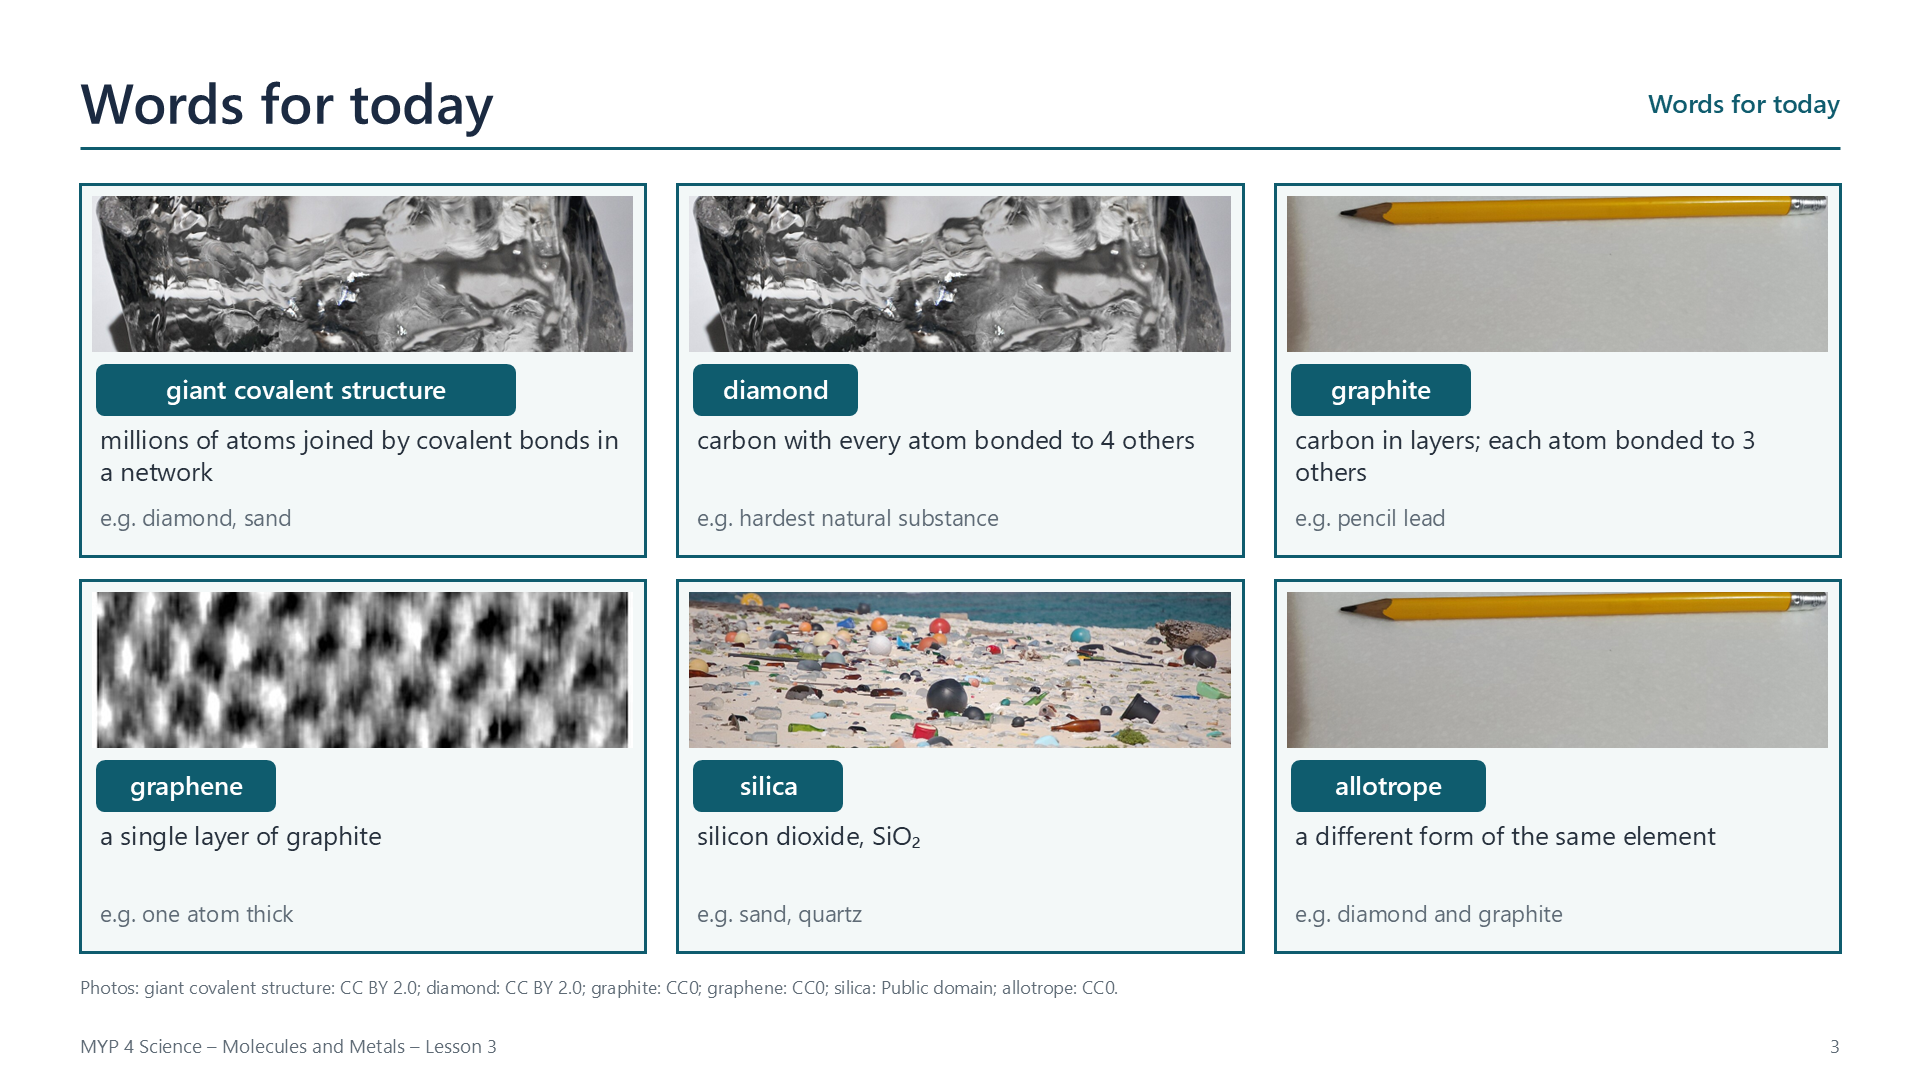 Words for today
Words for today
giant covalent structure
millions of atoms joined by covalent bonds in
a network
e.g. diamond, sand
diamond
carbon with every atom bonded to 4 others
e.g. hardest natural substance
graphite
carbon in layers; each atom bonded to 3
others
e.g. pencil lead
graphene
a single layer of graphite
e.g. one atom thick
silica
silicon dioxide, SiO₂
e.g. sand, quartz
allotrope
a different form of the same element
e.g. diamond and graphite
Photos: giant covalent structure: CC BY 2.0; diamond: CC BY 2.0; graphite: CC0; graphene: CC0; silica: Public domain; allotrope: CC0.
MYP 4 Science – Molecules and Metals – Lesson 3
3